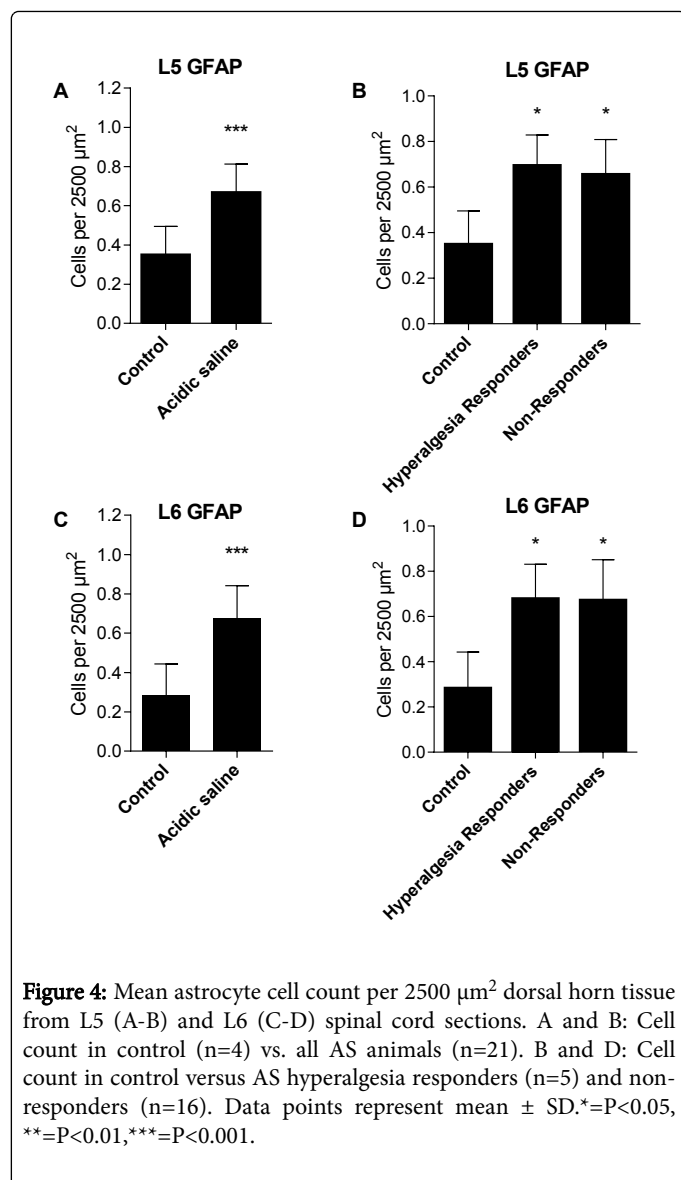 L5 GFAP
A
1.2
1.0
0.8
0.6
0.4
0.2
0.0
Cells per 2500 µm²
***
Control
Acidic saline
L5 GFAP
B
1.0
0.8
0.6
0.4
0.2
0.0
Cells per 2500 µm²
* *
Control
Hyperalgesia Responders
Non-Responders
L6 GFAP
C
1.2
1.0
0.8
0.6
0.4
0.2
0.0
Cells per 2500 µm²
***
Control
Acidic saline
L6 GFAP
D
1.0
0.8
0.6
0.4
0.2
0.0
Cells per 2500 µm²
* *
Control
Hyperalgesia Responders
Non-Responders
Figure 4: Mean astrocyte cell count per 2500 µm² dorsal horn tissue
from L5 (A-B) and L6 (C-D) spinal cord sections. A and B: Cell
count in control (n=4) vs. all AS animals (n=21). B and D: Cell
count in control versus AS hyperalgesia responders (n=5) and non-
responders (n=16). Data points represent mean ± SD.*=P<0.05,
**=P<0.01,***=P<0.001.